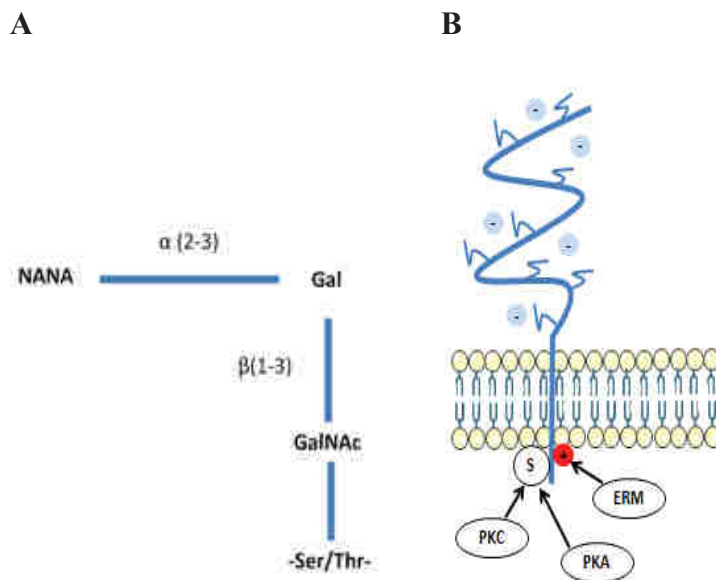 A
B
α (2-3)
NANA
Gal
β(1-3)
GalNAc
-Ser/Thr-
-
-
-
-
-
S
+
ERM
PKC
PKA